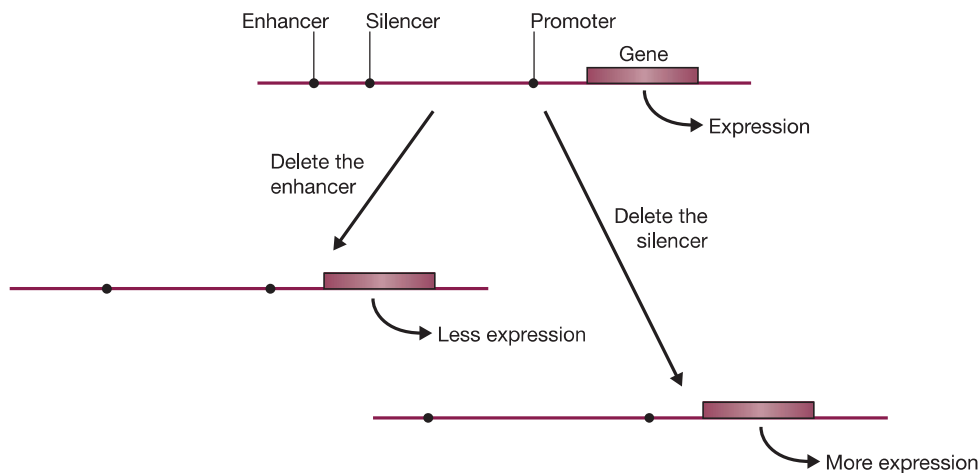 Enhancer
Silencer
Promoter
Gene
Expression
Delete the
enhancer
Delete the
silencer
Less expression
More expression